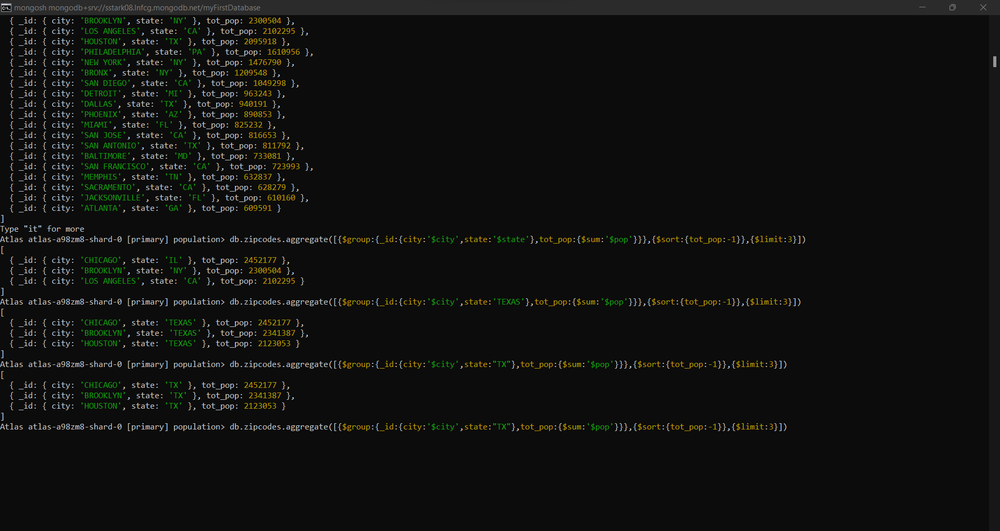 mongosh mongodb+srv://sstark08.lnfcg.mongodb.net/myFirstDatabase
{ _id: { city: 'BROOKLYN', state: 'NY' }, tot_pop: 2300504 },
{ _id: { city: 'LOS ANGELES', state: 'CA' }, tot_pop: 2102295 },
{ _id: { city: 'HOUSTON', state: 'TX' }, tot_pop: 2095918 },
{ _id: { city: 'PHILADELPHIA', state: 'PA' }, tot_pop: 1610956 },
{ _id: { city: 'NEW YORK', state: 'NY' }, tot_pop: 1476790 },
{ _id: { city: 'BRONX', state: 'NY' }, tot_pop: 1209548 },
{ _id: { city: 'SAN DIEGO', state: 'CA' }, tot_pop: 1049298 },
{ _id: { city: 'DETROIT', state: 'MI' }, tot_pop: 963243 },
{ _id: { city: 'DALLAS', state: 'TX' }, tot_pop: 940191 },
{ _id: { city: 'PHOENIX', state: 'AZ' }, tot_pop: 890853 },
{ _id: { city: 'MIAMI', state: 'FL' }, tot_pop: 825232 },
{ _id: { city: 'SAN JOSE', state: 'CA' }, tot_pop: 816653 },
{ _id: { city: 'SAN ANTONIO', state: 'TX' }, tot_pop: 811792 },
{ _id: { city: 'BALTIMORE', state: 'MD' }, tot_pop: 733081 },
{ _id: { city: 'SAN FRANCISCO', state: 'CA' }, tot_pop: 723993 },
{ _id: { city: 'MEMPHIS', state: 'TN' }, tot_pop: 632837 },
{ _id: { city: 'SACRAMENTO', state: 'CA' }, tot_pop: 628279 },
{ _id: { city: 'JACKSONVILLE', state: 'FL' }, tot_pop: 610160 },
{ _id: { city: 'ATLANTA', state: 'GA' }, tot_pop: 609591 }
]
Type "it" for more
Atlas atlas-a98zm8-shard-0 [primary] population> db.zipcodes.aggregate([{$group:{_id:{city:'$city',state:'$state'},tot_pop:{$sum:'$pop'}}},{$sort:{tot_pop:-1}},{$limit:3}])
[
{ _id: { city: 'CHICAGO', state: 'IL' }, tot_pop: 2452177 },
{ _id: { city: 'BROOKLYN', state: 'NY' }, tot_pop: 2300504 },
{ _id: { city: 'LOS ANGELES', state: 'CA' }, tot_pop: 2102295 }
]
Atlas atlas-a98zm8-shard-0 [primary] population> db.zipcodes.aggregate([{$group:{_id:{city:'$city',state:'TEXAS'},tot_pop:{$sum:'$pop'}}},{$sort:{tot_pop:-1}},{$limit:3}])
[
{ _id: { city: 'CHICAGO', state: 'TEXAS' }, tot_pop: 2452177 },
{ _id: { city: 'BROOKLYN', state: 'TEXAS' }, tot_pop: 2341387 },
{ _id: { city: 'HOUSTON', state: 'TEXAS' }, tot_pop: 2123053 }
]
Atlas atlas-a98zm8-shard-0 [primary] population> db.zipcodes.aggregate([{$group:{_id:{city:'$city',state:"TX"},tot_pop:{$sum:'$pop'}}},{$sort:{tot_pop:-1}},{$limit:3}])
[
{ _id: { city: 'CHICAGO', state: 'TX' }, tot_pop: 2452177 },
{ _id: { city: 'BROOKLYN', state: 'TX' }, tot_pop: 2341387 },
{ _id: { city: 'HOUSTON', state: 'TX' }, tot_pop: 2123053 }
]
Atlas atlas-a98zm8-shard-0 [primary] population> db.zipcodes.aggregate([{$group:{_id:{city:'$city',state:"TX"},tot_pop:{$sum:'$pop'}}},{$sort:{tot_pop:-1}},{$limit:3}])